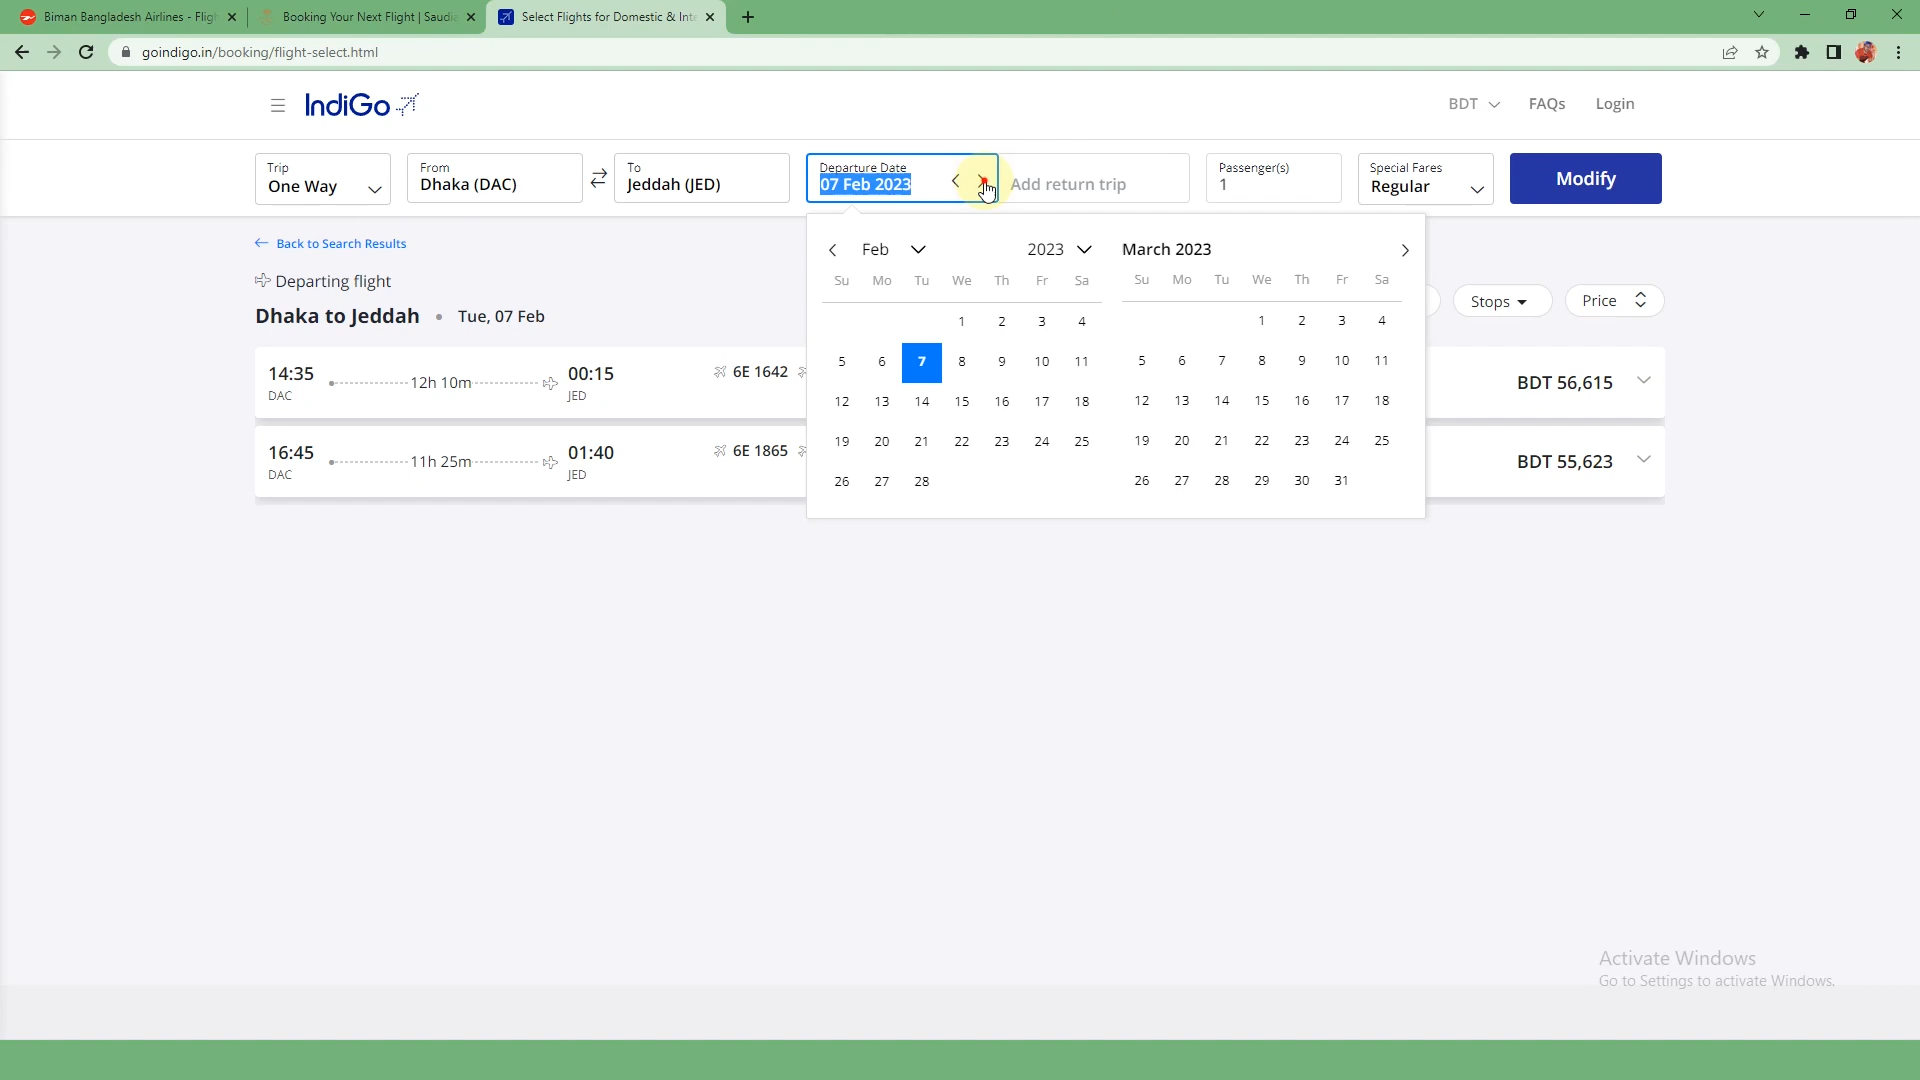 Biman Bangladesh Airlines - Fligh
Booking Your Next Flight | Saudia
Select Flights for Domestic & Inte
goindigo.in/booking/flight-select.html
IndiGo
BDT
FAQs
Login
Trip
One Way
From
Dhaka (DAC)
To
Jeddah (JED)
Departure Date
07 Feb 2023
Add return trip
Passenger(s)
1
Special Fares
Regular
Modify
Back to Search Results
Departing flight
Dhaka to Jeddah • Tue, 07 Feb
Stops
Price
Feb 2023
Su Mo Tu We Th Fr Sa
1 2 3 4
5 6 7 8 9 10 11
12 13 14 15 16 17 18
19 20 21 22 23 24 25
26 27 28
March 2023
Su Mo Tu We Th Fr Sa
1 2 3 4
5 6 7 8 9 10 11
12 13 14 15 16 17 18
19 20 21 22 23 24 25
26 27 28 29 30 31
14:35 12h 10m 00:15 6E 1642 BDT 56,615
DAC JED
16:45 11h 25m 01:40 6E 1865 BDT 55,623
DAC JED
Activate Windows
Go to Settings to activate Windows.